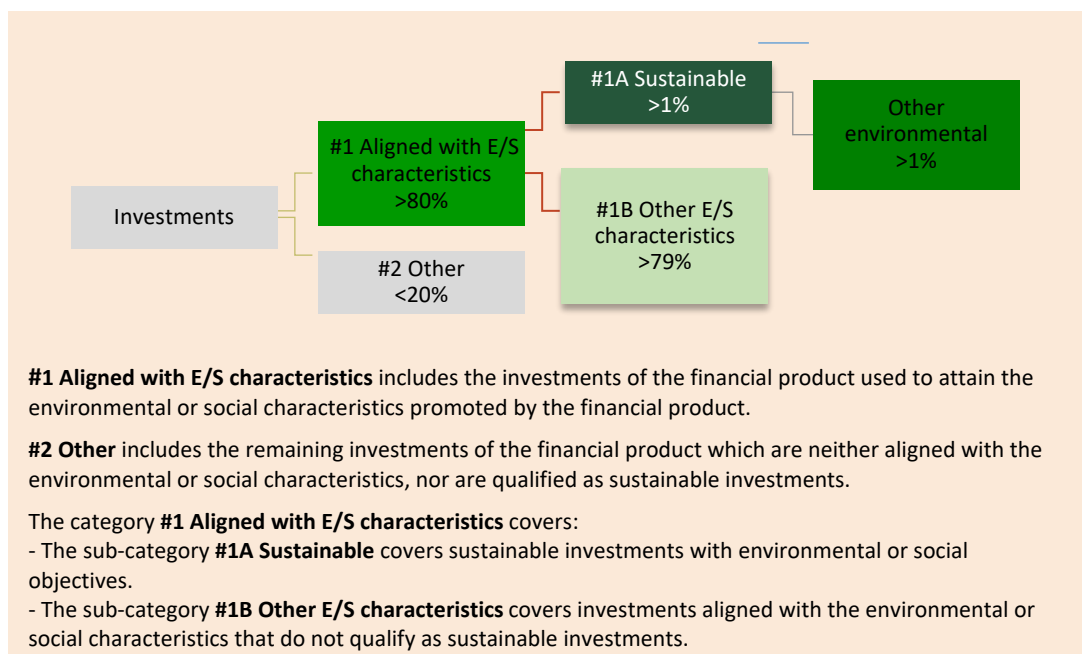 #1A Sustainable
>1%
Other
environmental
>1%
#1 Aligned with E/S
characteristics
>80%
Investments
#1B Other E/S
characteristics
>79%
#2 Other
<20%
#1 Aligned with E/S characteristics includes the investments of the financial product used to attain the
environmental or social characteristics promoted by the financial product.
#2 Other includes the remaining investments of the financial product which are neither aligned with the
environmental or social characteristics, nor are qualified as sustainable investments.
The category #1 Aligned with E/S characteristics covers:
- The sub-category #1A Sustainable covers sustainable investments with environmental or social
objectives.
- The sub-category #1B Other E/S characteristics covers investments aligned with the environmental or
social characteristics that do not qualify as sustainable investments.